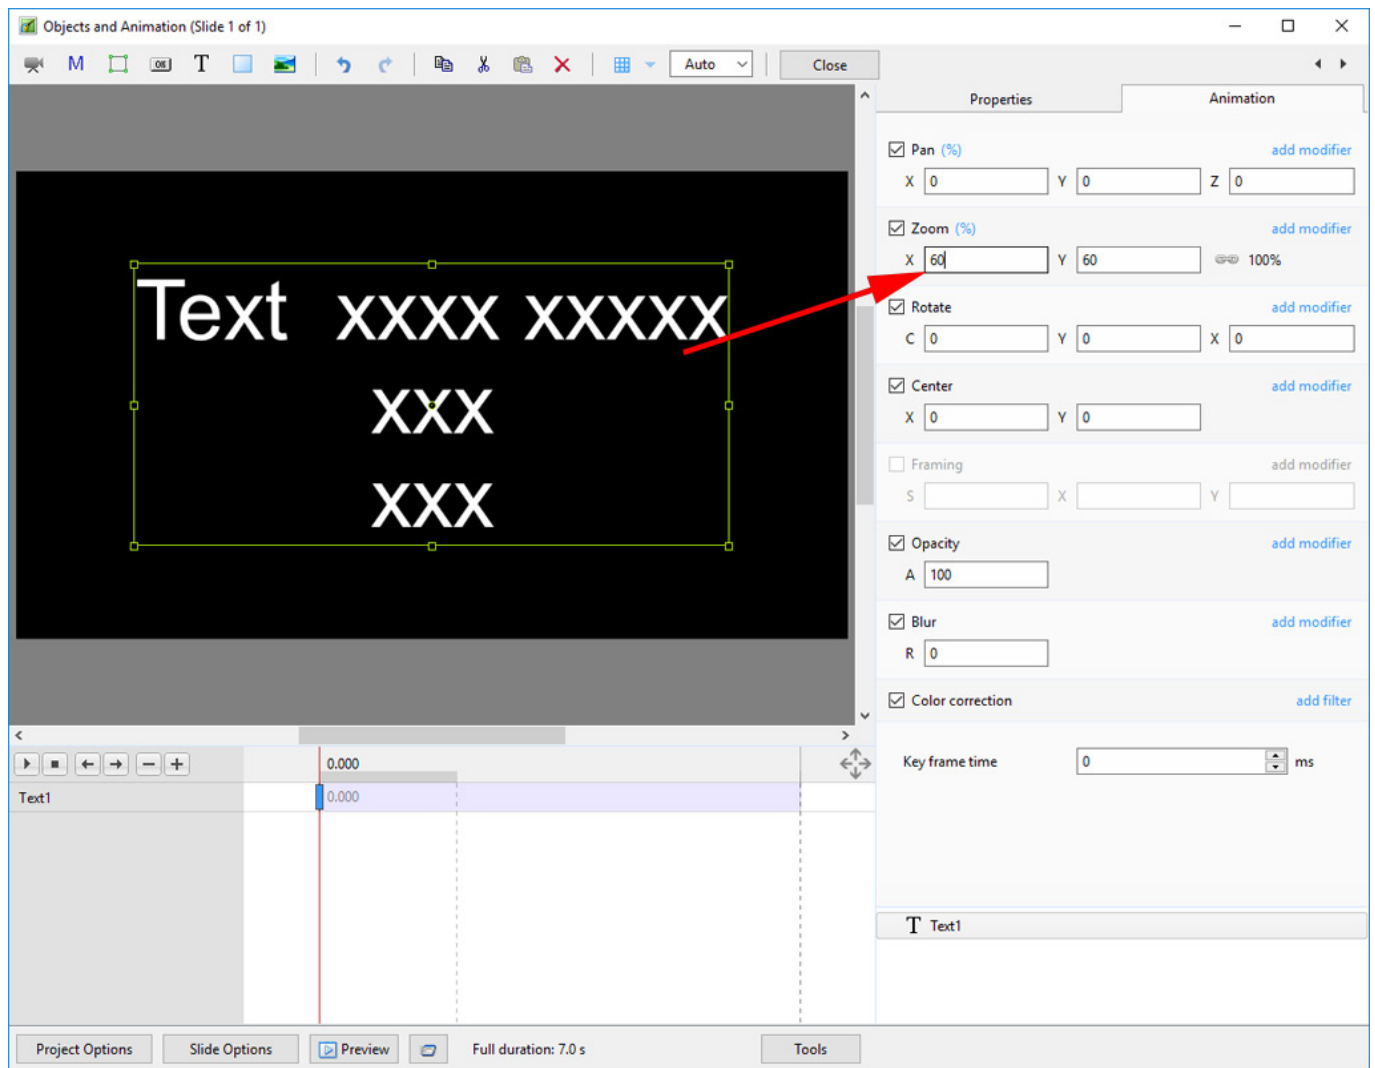 Objects and Animation (Slide 1 of 1)
M OK T Auto Close
Properties Animation
Pan (%) add modifier
X 0 Y 0 Z 0
Zoom (%) add modifier
X 60 Y 60 100%
Rotate add modifier
C 0 Y 0 X 0
Center add modifier
X 0 Y 0
Framing add modifier
S X Y
Opacity add modifier
A 100
Blur add modifier
R 0
Color correction add filter
Key frame time 0 ms
Text xxxx xxxxx
xxx
xxx
0.000
Text1 0.000
T Text1
Project Options Slide Options Preview Full duration: 7.0 s Tools